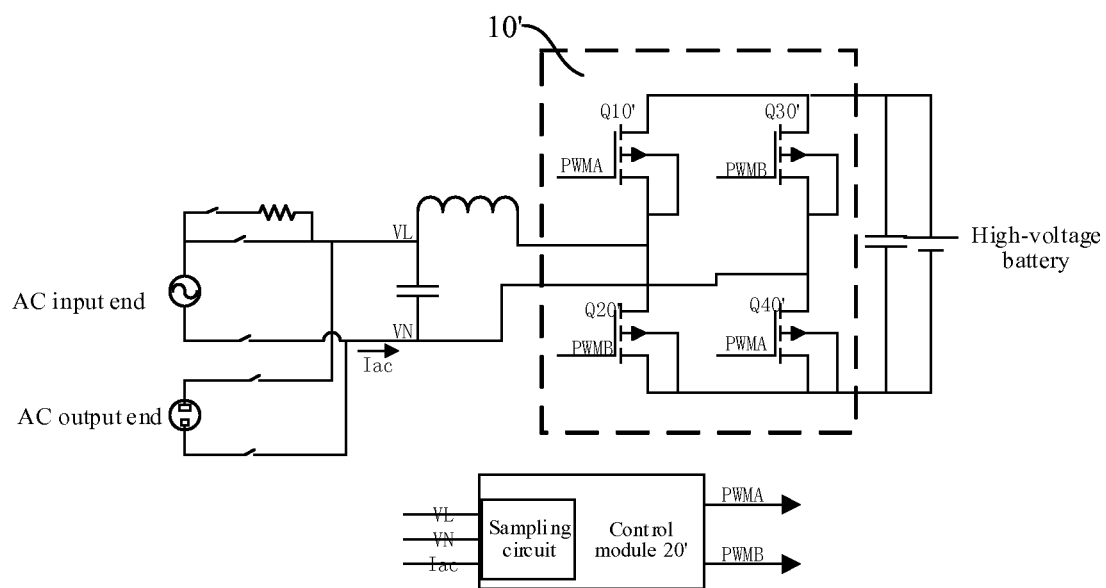 10'
Q10'
Q30'
PWMA
PWMB
VL
High-voltage
battery
AC input end
Q20'
Q40'
VN
PWMB
PWMA
Iac
AC output end
PWMA
VL
Sampling
circuit
Control
module 20'
VN
Iac
PWMB